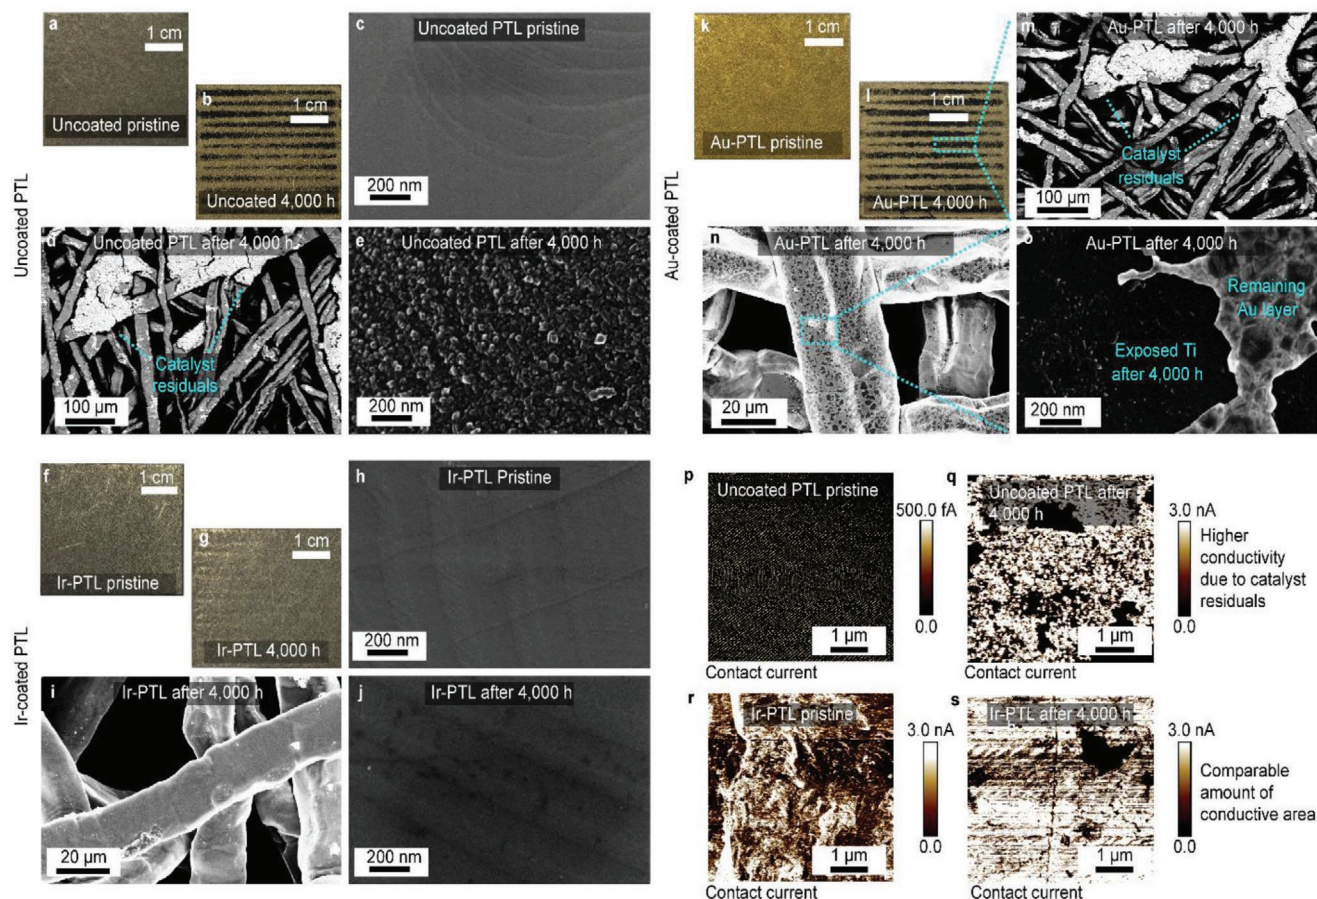 Uncoated PTL
a
1 cm
Uncoated pristine
b
1 cm
Uncoated 4,000 h
c
Uncoated PTL pristine
200 nm
d
Uncoated PTL after 4,000 h
Catalyst
residuals
100 µm
e
Uncoated PTL after 4,000 h
200 nm
Ir-coated PTL
f
1 cm
Ir-PTL pristine
g
1 cm
Ir-PTL 4,000 h
h
Ir-PTL Pristine
200 nm
i
Ir-PTL after 4,000 h
20 µm
j
Ir-PTL after 4,000 h
200 nm
Au-coated PTL
k
1 cm
Au-PTL pristine
l
1 cm
Au-PTL 4,000 h
m
Au-PTL after 4,000 h
Catalyst
residuals
100 µm
n
Au-PTL after 4,000 h
20 µm
o
Au-PTL after 4,000 h
Remaining
Au layer
Exposed Ti
after 4,000 h
200 nm
p
Uncoated PTL pristine
1 µm
Contact current
500.0 fA
0.0
q
Uncoated PTL after
4,000 h
1 µm
Contact current
3.0 nA
0.0
Higher
conductivity
due to catalyst
residuals
r
Ir-PTL pristine
1 µm
Contact current
3.0 nA
0.0
s
Ir-PTL after 4,000 h
1 µm
Contact current
3.0 nA
0.0
Comparable
amount of
conductive area